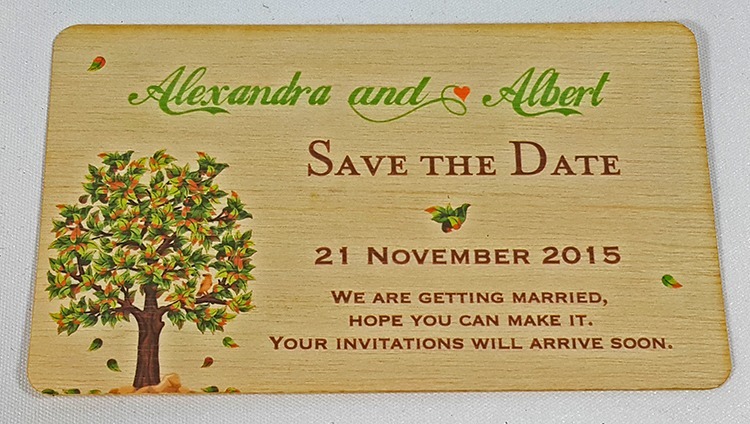 Alexandra and Albert
SAVE THE DATE
21 NOVEMBER 2015
WE ARE GETTING MARRIED,
HOPE YOU CAN MAKE IT.
YOUR INVITATIONS WILL ARRIVE SOON.